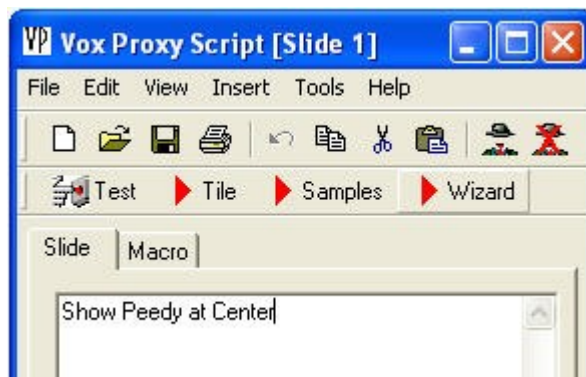 VP Vox Proxy Script [Slide 1]
File Edit View Insert Tools Help
Test Tile Samples Wizard
Slide Macro
Show Peedy at Center